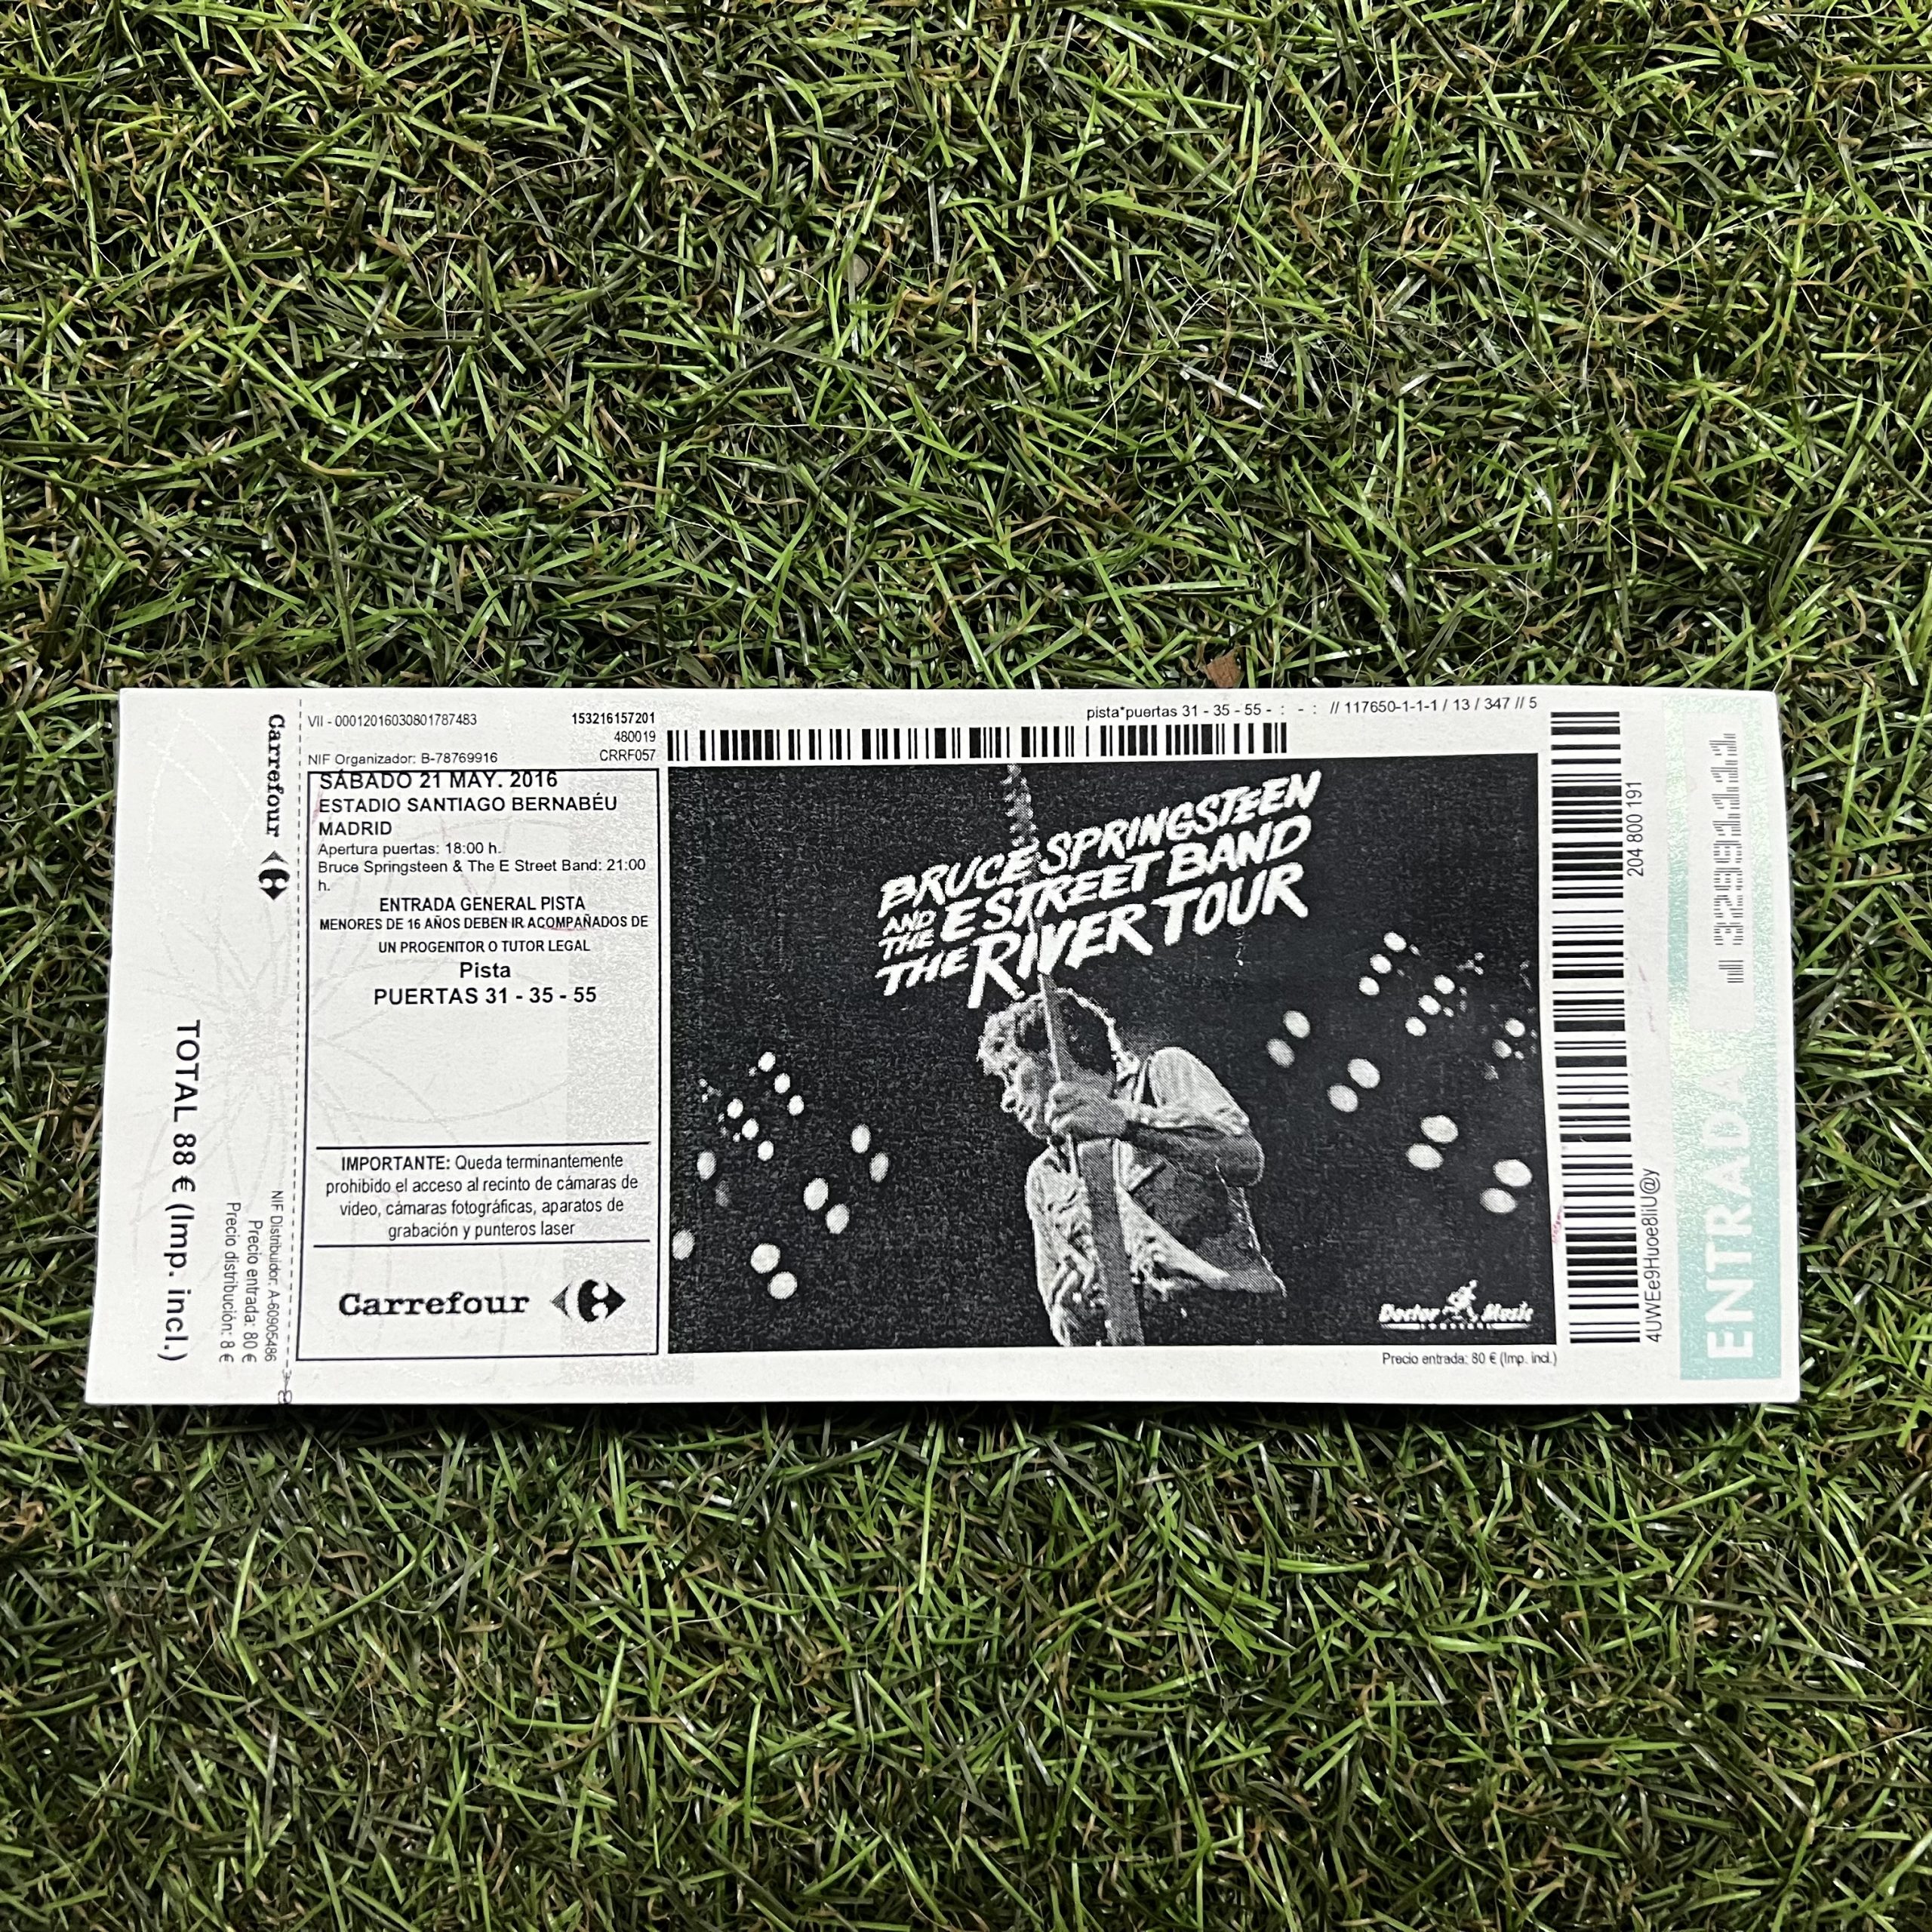 Carrefour
TOTAL 88 € (Imp. incl.)
NIF Distribuidor: A-60905486
Precio entrada: 80 €
Precio distribución: 8 €
VII - 00012016030801787483
153216157201
480019
NIF Organizador: B-78769916
CRRF057
SÁBADO 21 MAY. 2016
ESTADIO SANTIAGO BERNABÉU
MADRID
Apertura puertas: 18:00 h.
Bruce Springsteen & The E Street Band: 21:00
h.
ENTRADA GENERAL PISTA
MENORES DE 16 AÑOS DEBEN IR ACOMPAÑADOS DE
UN PROGENITOR O TUTOR LEGAL
Pista
PUERTAS 31 - 35 - 55
IMPORTANTE: Queda terminantemente
prohibido el acceso al recinto de cámaras de
video, cámaras fotográficas, aparatos de
grabación y punteros laser
Carrefour
pista*puertas 31 - 35 - 55 - : - : // 117650-1-1-1 / 13 / 347 // 5
BRUCE SPRINGSTEEN
AND THE E STREET BAND
THE RIVER TOUR
Doctor Music
Precio entrada: 80 € (Imp. incl.)
204 800 191
4UWEe9Huoe8IiU@y
ENTRADA